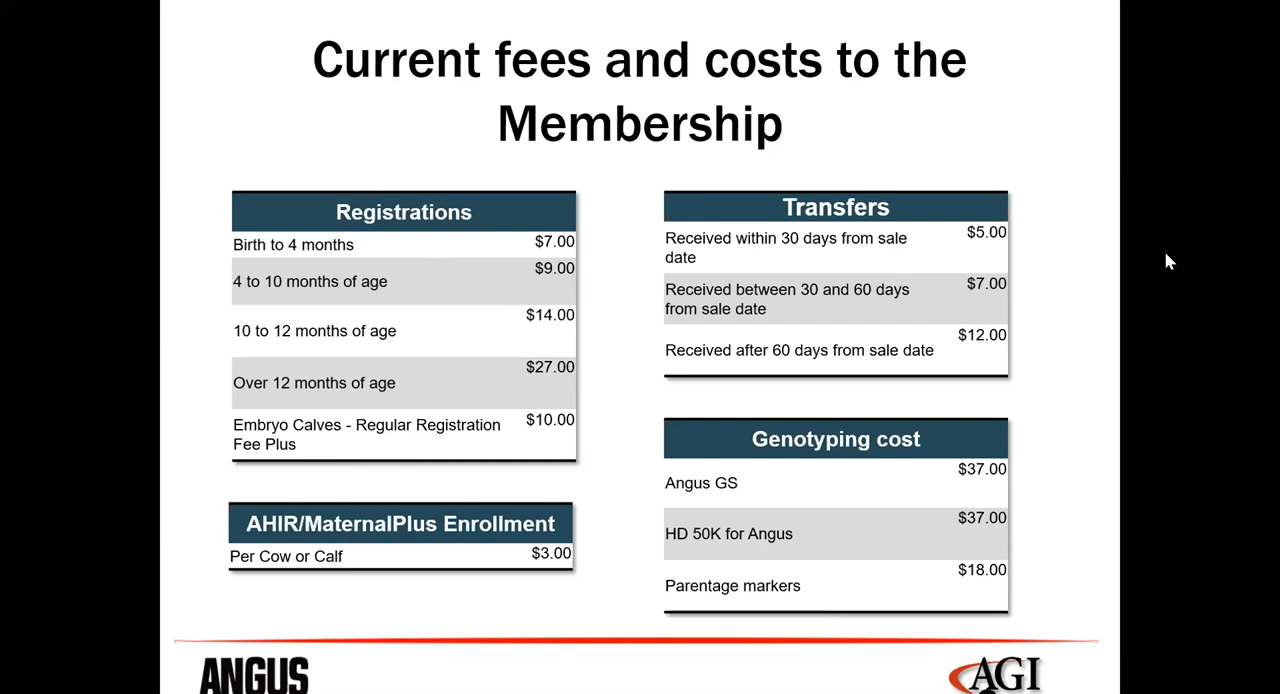 Current fees and costs to the
Membership
Registrations
Birth to 4 months $7.00
4 to 10 months of age $9.00
10 to 12 months of age $14.00
Over 12 months of age $27.00
Embryo Calves - Regular Registration $10.00
Fee Plus
AHIR/MaternalPlus Enrollment
Per Cow or Calf $3.00
Transfers
Received within 30 days from sale $5.00
date
Received between 30 and 60 days $7.00
from sale date
Received after 60 days from sale date $12.00
Genotyping cost
Angus GS $37.00
HD 50K for Angus $37.00
Parentage markers $18.00
ANGUS
AGI